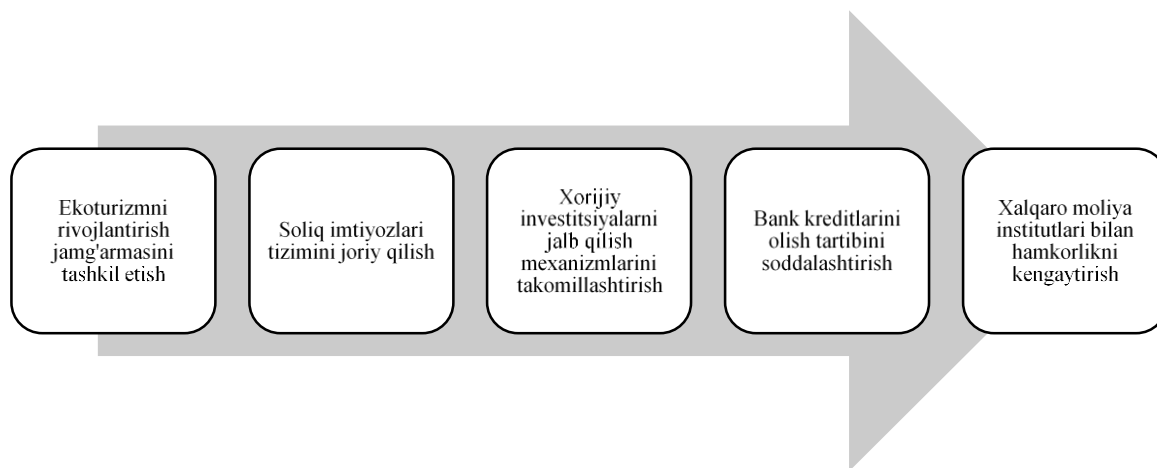 Ekoturizmni
rivojlantirish
jamg'armasini
tashkil etish
Soliq imtiyozlari
tizimini joriy qilish
Xorijiy
investitsiyalarni
jalb qilish
mexanizmlarini
takomillashtirish
Bank kreditlarini
olish tartibini
soddalashtirish
Xalqaro moliya
institutlari bilan
hamkorlikni
kengaytirish